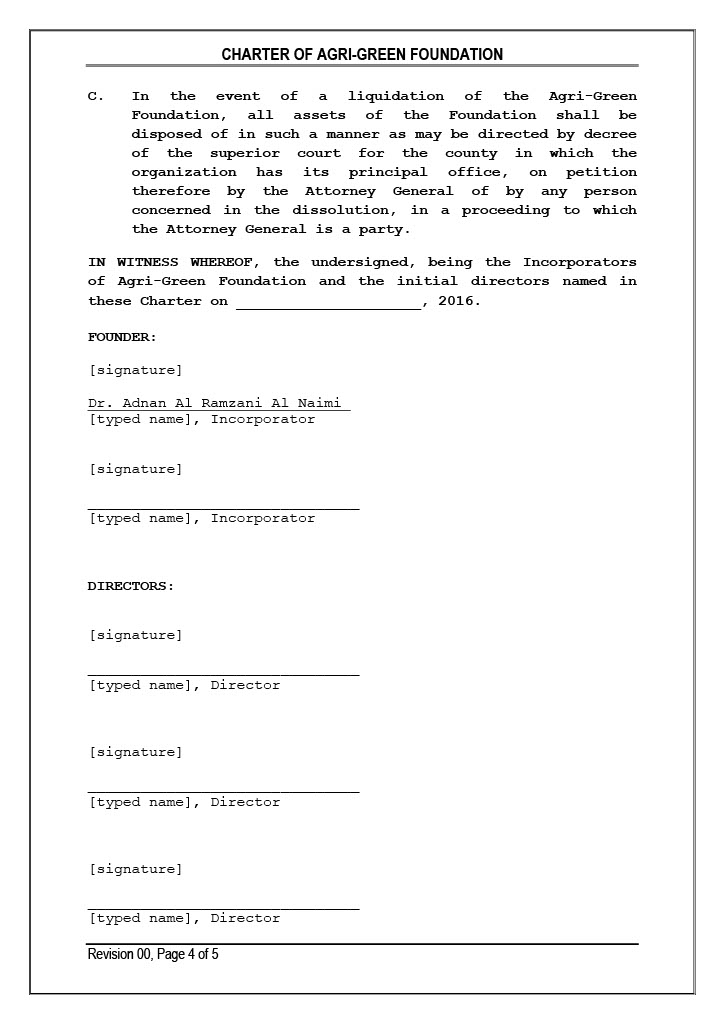 CHARTER OF AGRI-GREEN FOUNDATION
C. In the event of a liquidation of the Agri-Green
Foundation, all assets of the Foundation shall be
disposed of in such a manner as may be directed by decree
of the superior court for the county in which the
organization has its principal office, on petition
therefore by the Attorney General of by any person
concerned in the dissolution, in a proceeding to which
the Attorney General is a party.
IN WITNESS WHEREOF, the undersigned, being the Incorporators
of Agri-Green Foundation and the initial directors named in
these Charter on _____________________, 2016.
FOUNDER:
[signature]
Dr. Adnan Al Ramzani Al Naimi
[typed name], Incorporator
[signature]
_______________________________
[typed name], Incorporator
DIRECTORS:
[signature]
_______________________________
[typed name], Director
[signature]
_______________________________
[typed name], Director
[signature]
_______________________________
[typed name], Director
Revision 00, Page 4 of 5